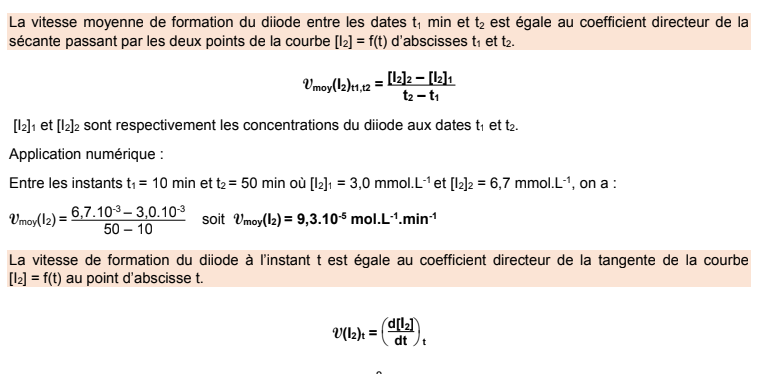 La vitesse moyenne de formation du diiode entre les dates t₁ min et t₂ est égale au coefficient directeur de la
sécante passant par les deux points de la courbe [I₂] = f(t) d’abscisses t₁ et t₂.
𝒱moy(I₂)t1,t2 = [I₂]₂ – [I₂]₁ / t₂ – t₁
[I₂]₁ et [I₂]₂ sont respectivement les concentrations du diiode aux dates t₁ et t₂.
Application numérique :
Entre les instants t₁ = 10 min et t₂ = 50 min où [I₂]₁ = 3,0 mmol.L⁻¹ et [I₂]₂ = 6,7 mmol.L⁻¹, on a :
𝒱moy(I₂) = 6,7.10⁻³ – 3,0.10⁻³ / 50 – 10 soit 𝒱moy(I₂) = 9,3.10⁻⁵ mol.L⁻¹.min⁻¹
La vitesse de formation du diiode à l’instant t est égale au coefficient directeur de la tangente de la courbe
[I₂] = f(t) au point d’abscisse t.
𝒱(I₂)t = (d[I₂] / dt)t